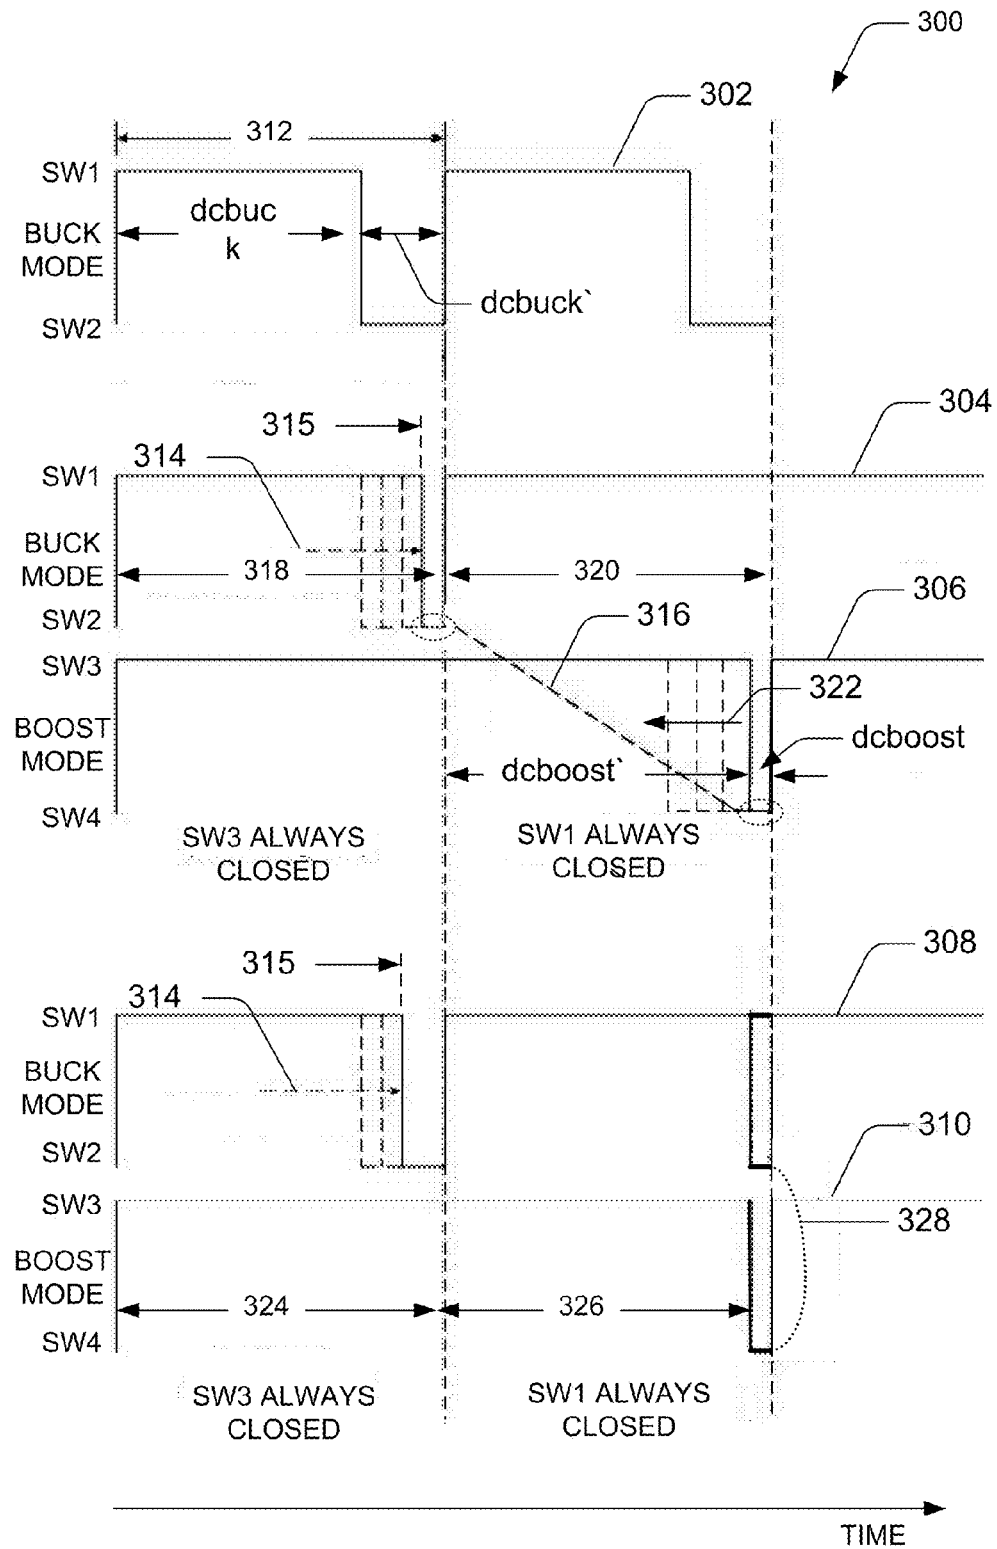 300
302
312
SW1
dcbuc
k
BUCK
MODE
dcbuck`
SW2
304
315
314
SW1
BUCK
MODE
318
320
306
SW2
316
SW3
322
BOOST
MODE
dcboost
dcboost`
SW4
SW3 ALWAYS
CLOSED
SW1 ALWAYS
CLOSED
308
315
314
SW1
BUCK
MODE
310
SW2
SW3
328
BOOST
MODE
324
326
SW4
SW3 ALWAYS
CLOSED
SW1 ALWAYS
CLOSED
TIME